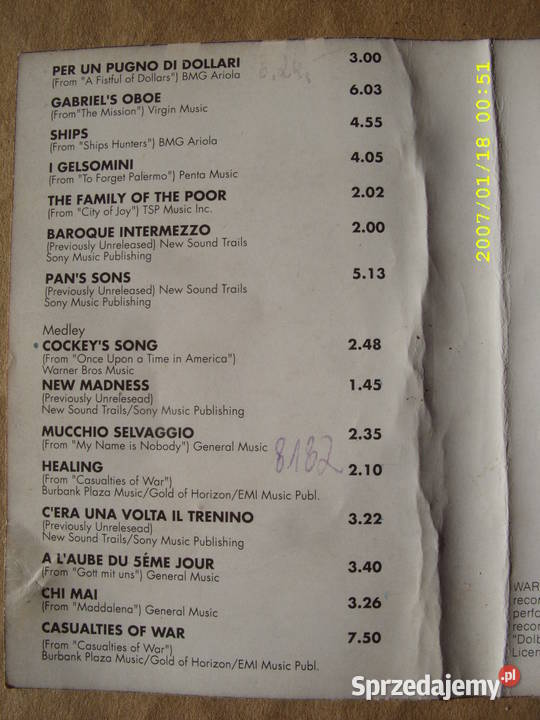 PER UN PUGNO DI DOLLARI 3.00
(From "A Fistful of Dollars") BMG Ariola
GABRIEL'S OBOE 6.03
(From"The Mission") Virgin Music
SHIPS 4.55
(From "Ships Hunters") BMG Ariola
I GELSOMINI 4.05
(From "To Forget Palermo") Penta Music
THE FAMILY OF THE POOR 2.02
(From "City of Joy") TSP Music Inc.
BAROQUE INTERMEZZO 2.00
(Previously Unreleased) New Sound Trails
Sony Music Publishing
PAN'S SONS 5.13
(Previously Unreleased) New Sound Trails
Sony Music Publishing
Medley
COCKEY'S SONG 2.48
(From "Once Upon a Time in America")
Warner Bros Music
NEW MADNESS 1.45
(Previously Unrelesead)
New Sound Trails/Sony Music Publishing
MUCCHIO SELVAGGIO 2.35
(From "My Name is Nobody") General Music
8182
HEALING 2.10
(From "Casualties of War")
Burbank Plaza Music/Gold of Horizon/EMI Music Publ.
C'ERA UNA VOLTA IL TRENINO 3.22
(Previously Unrelesead)
New Sound Trails/Sony Music Publishing
A L'AUBE DU 5ÉME JOUR 3.40
(From "Gott mit uns") General Music
CHI MAI 3.26
(From "Maddalena") General Music
CASUALTIES OF WAR 7.50
(From "Casualties of War")
Burbank Plaza Music/Gold of Horizon/EMI Music Publ.
2007/01/18 00:51
WAR
recor
perfo
recor
"Dolb
Licen
Sprzedajemy.pl